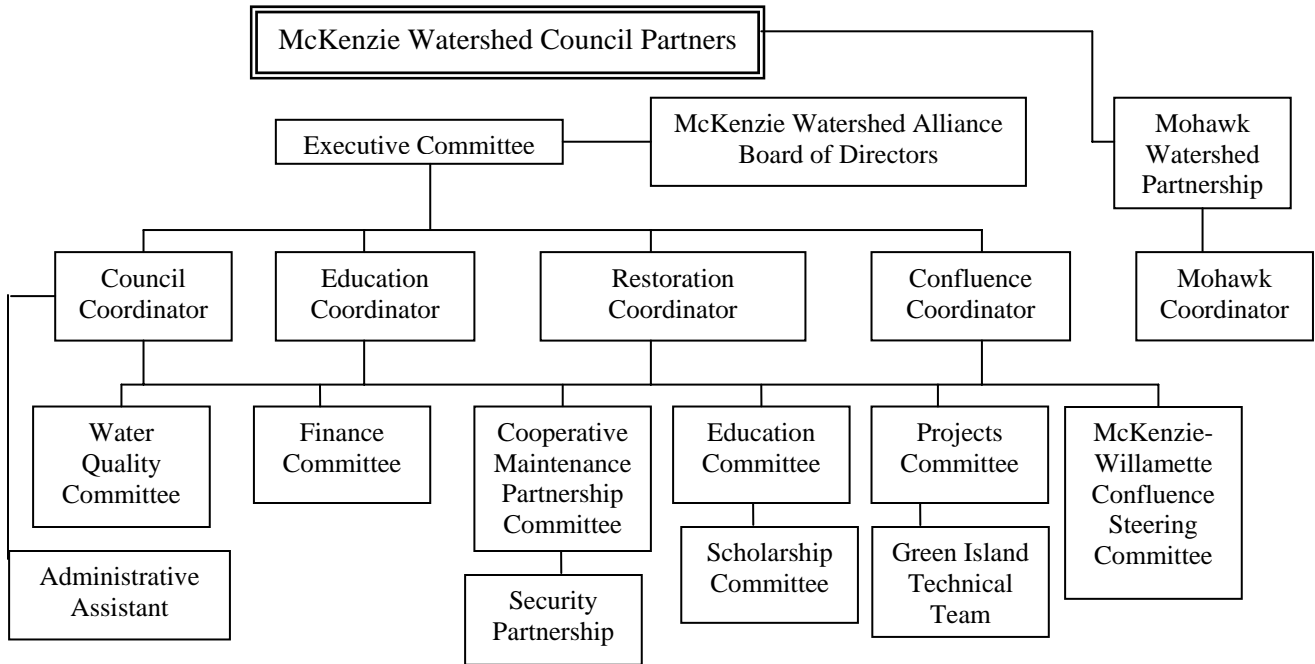 McKenzie Watershed Council Partners
Executive Committee
McKenzie Watershed Alliance
Board of Directors
Mohawk
Watershed
Partnership
Council
Coordinator
Education
Coordinator
Restoration
Coordinator
Confluence
Coordinator
Mohawk
Coordinator
Water
Quality
Committee
Finance
Committee
Cooperative
Maintenance
Partnership
Committee
Education
Committee
Projects
Committee
McKenzie-
Willamette
Confluence
Steering
Committee
Administrative
Assistant
Security
Partnership
Scholarship
Committee
Green Island
Technical
Team